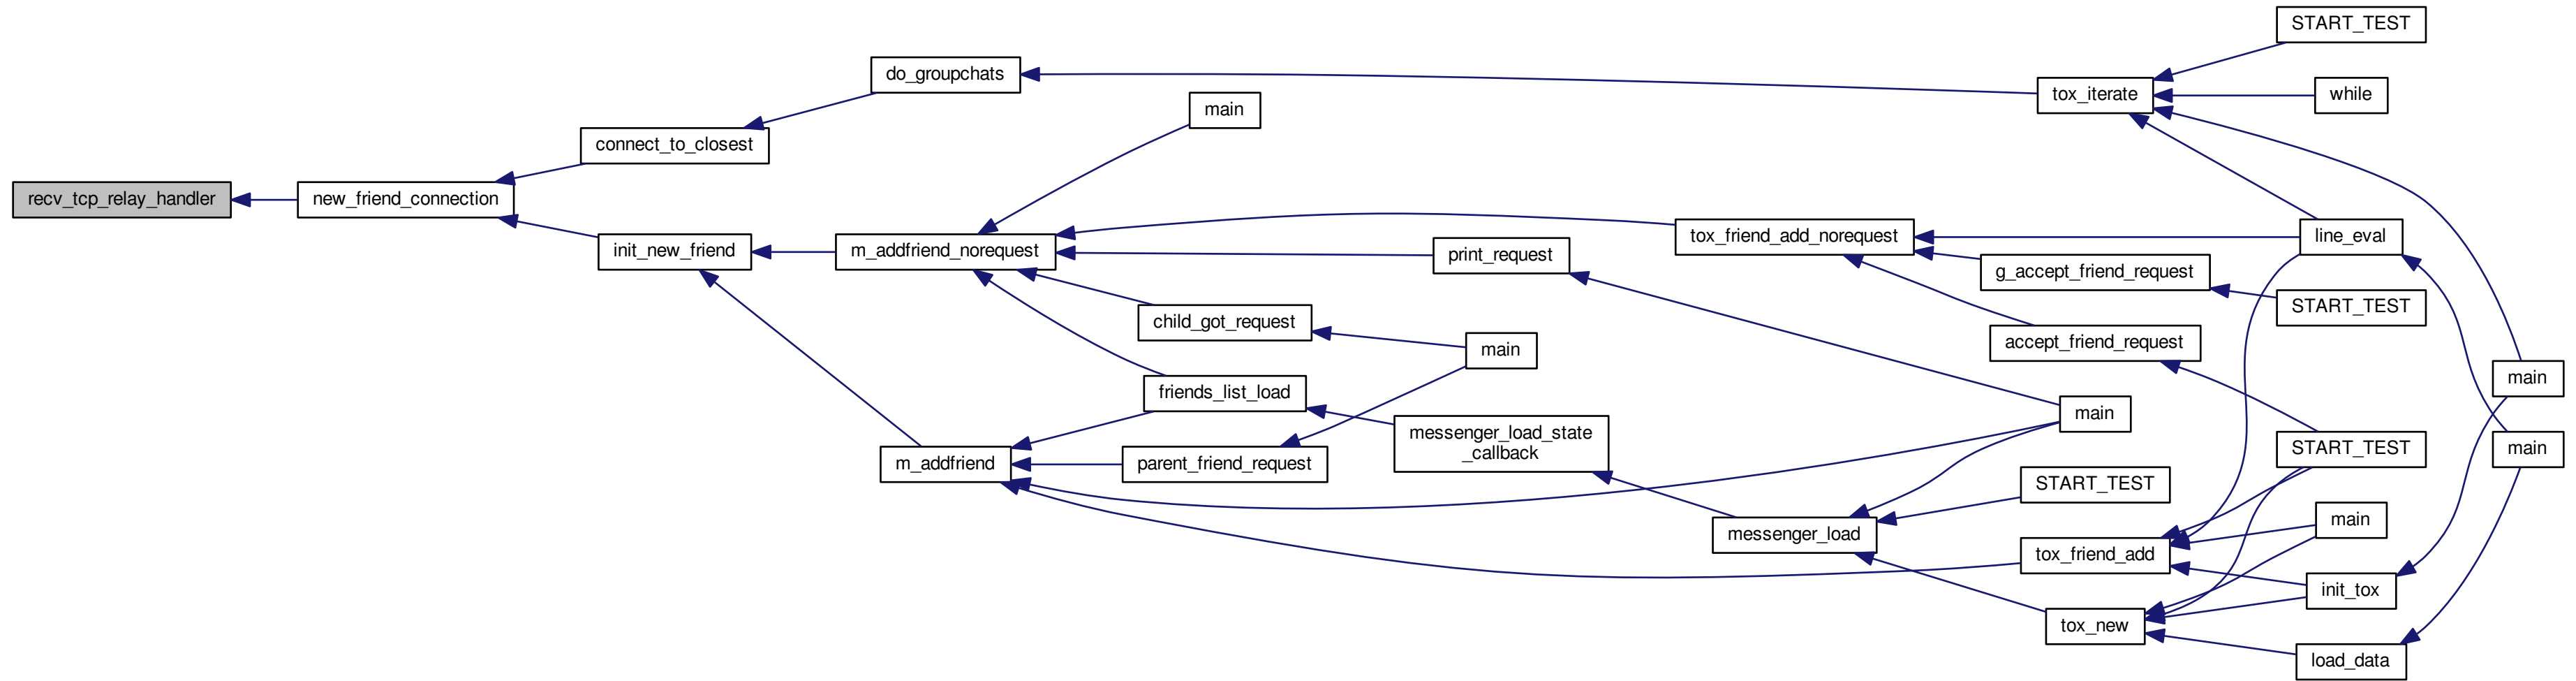 START_TEST
do_groupchats
tox_iterate
while
main
connect_to_closest
recv_tcp_relay_handler
new_friend_connection
init_new_friend
m_addfriend_norequest
tox_friend_add_norequest
line_eval
print_request
g_accept_friend_request
START_TEST
child_got_request
accept_friend_request
main
main
friends_list_load
main
messenger_load_state
_callback
START_TEST
main
m_addfriend
parent_friend_request
START_TEST
main
messenger_load
tox_friend_add
init_tox
tox_new
load_data